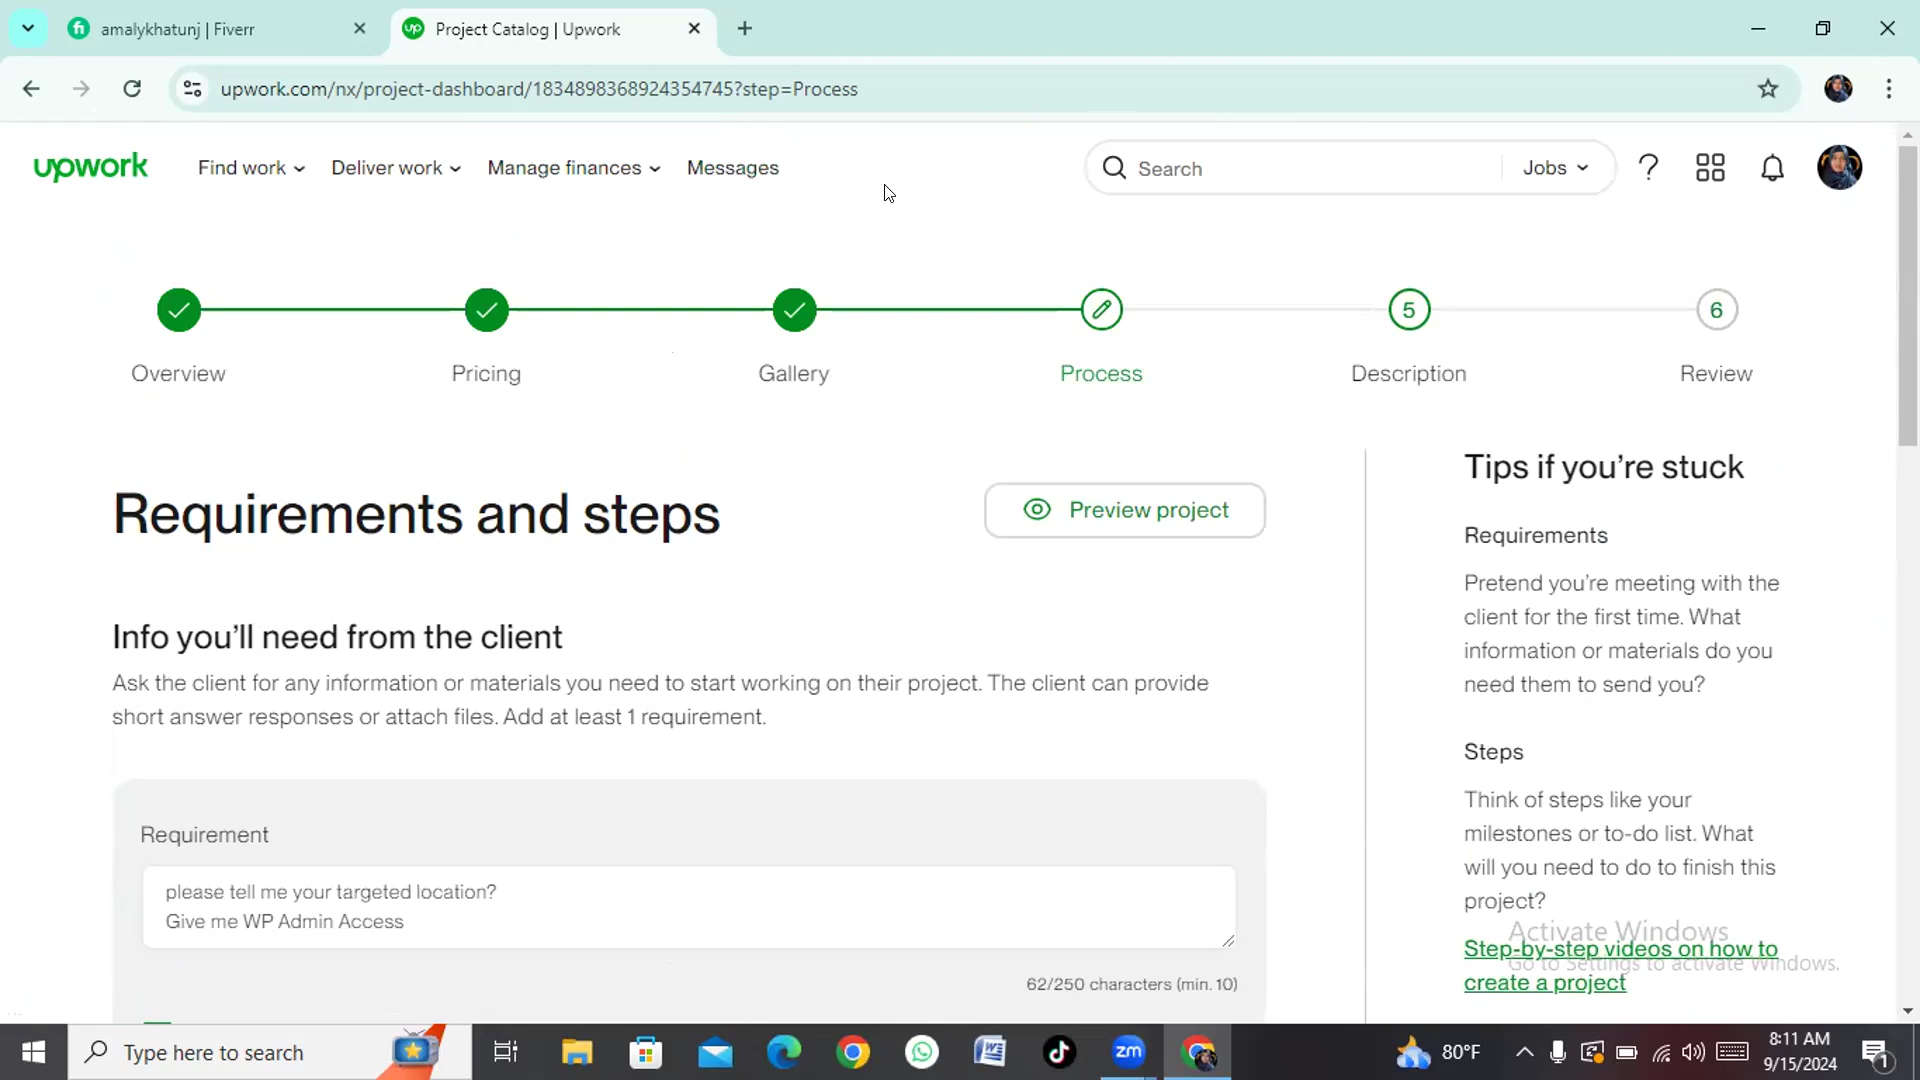 amalykhatunj | Fiverr
Project Catalog | Upwork
upwork.com/nx/project-dashboard/1834898368924354745?step=Process
upwork
Find work
Deliver work
Manage finances
Messages
Search
Jobs
5
6
Overview
Pricing
Gallery
Process
Description
Review
Requirements and steps
Preview project
Info you'll need from the client
Ask the client for any information or materials you need to start working on their project. The client can provide
short answer responses or attach files. Add at least 1 requirement.
Requirement
please tell me your targeted location?
Give me WP Admin Access
62/250 characters (min. 10)
Tips if you're stuck
Requirements
Pretend you're meeting with the
client for the first time. What
information or materials do you
need them to send you?
Steps
Think of steps like your
milestones or to-do list. What
will you need to do to finish this
project?
Step-by-step videos on how to
create a project
Activate Windows
Go to Settings to activate Windows.
Type here to search
zm
80°F
8:11 AM
9/15/2024
1